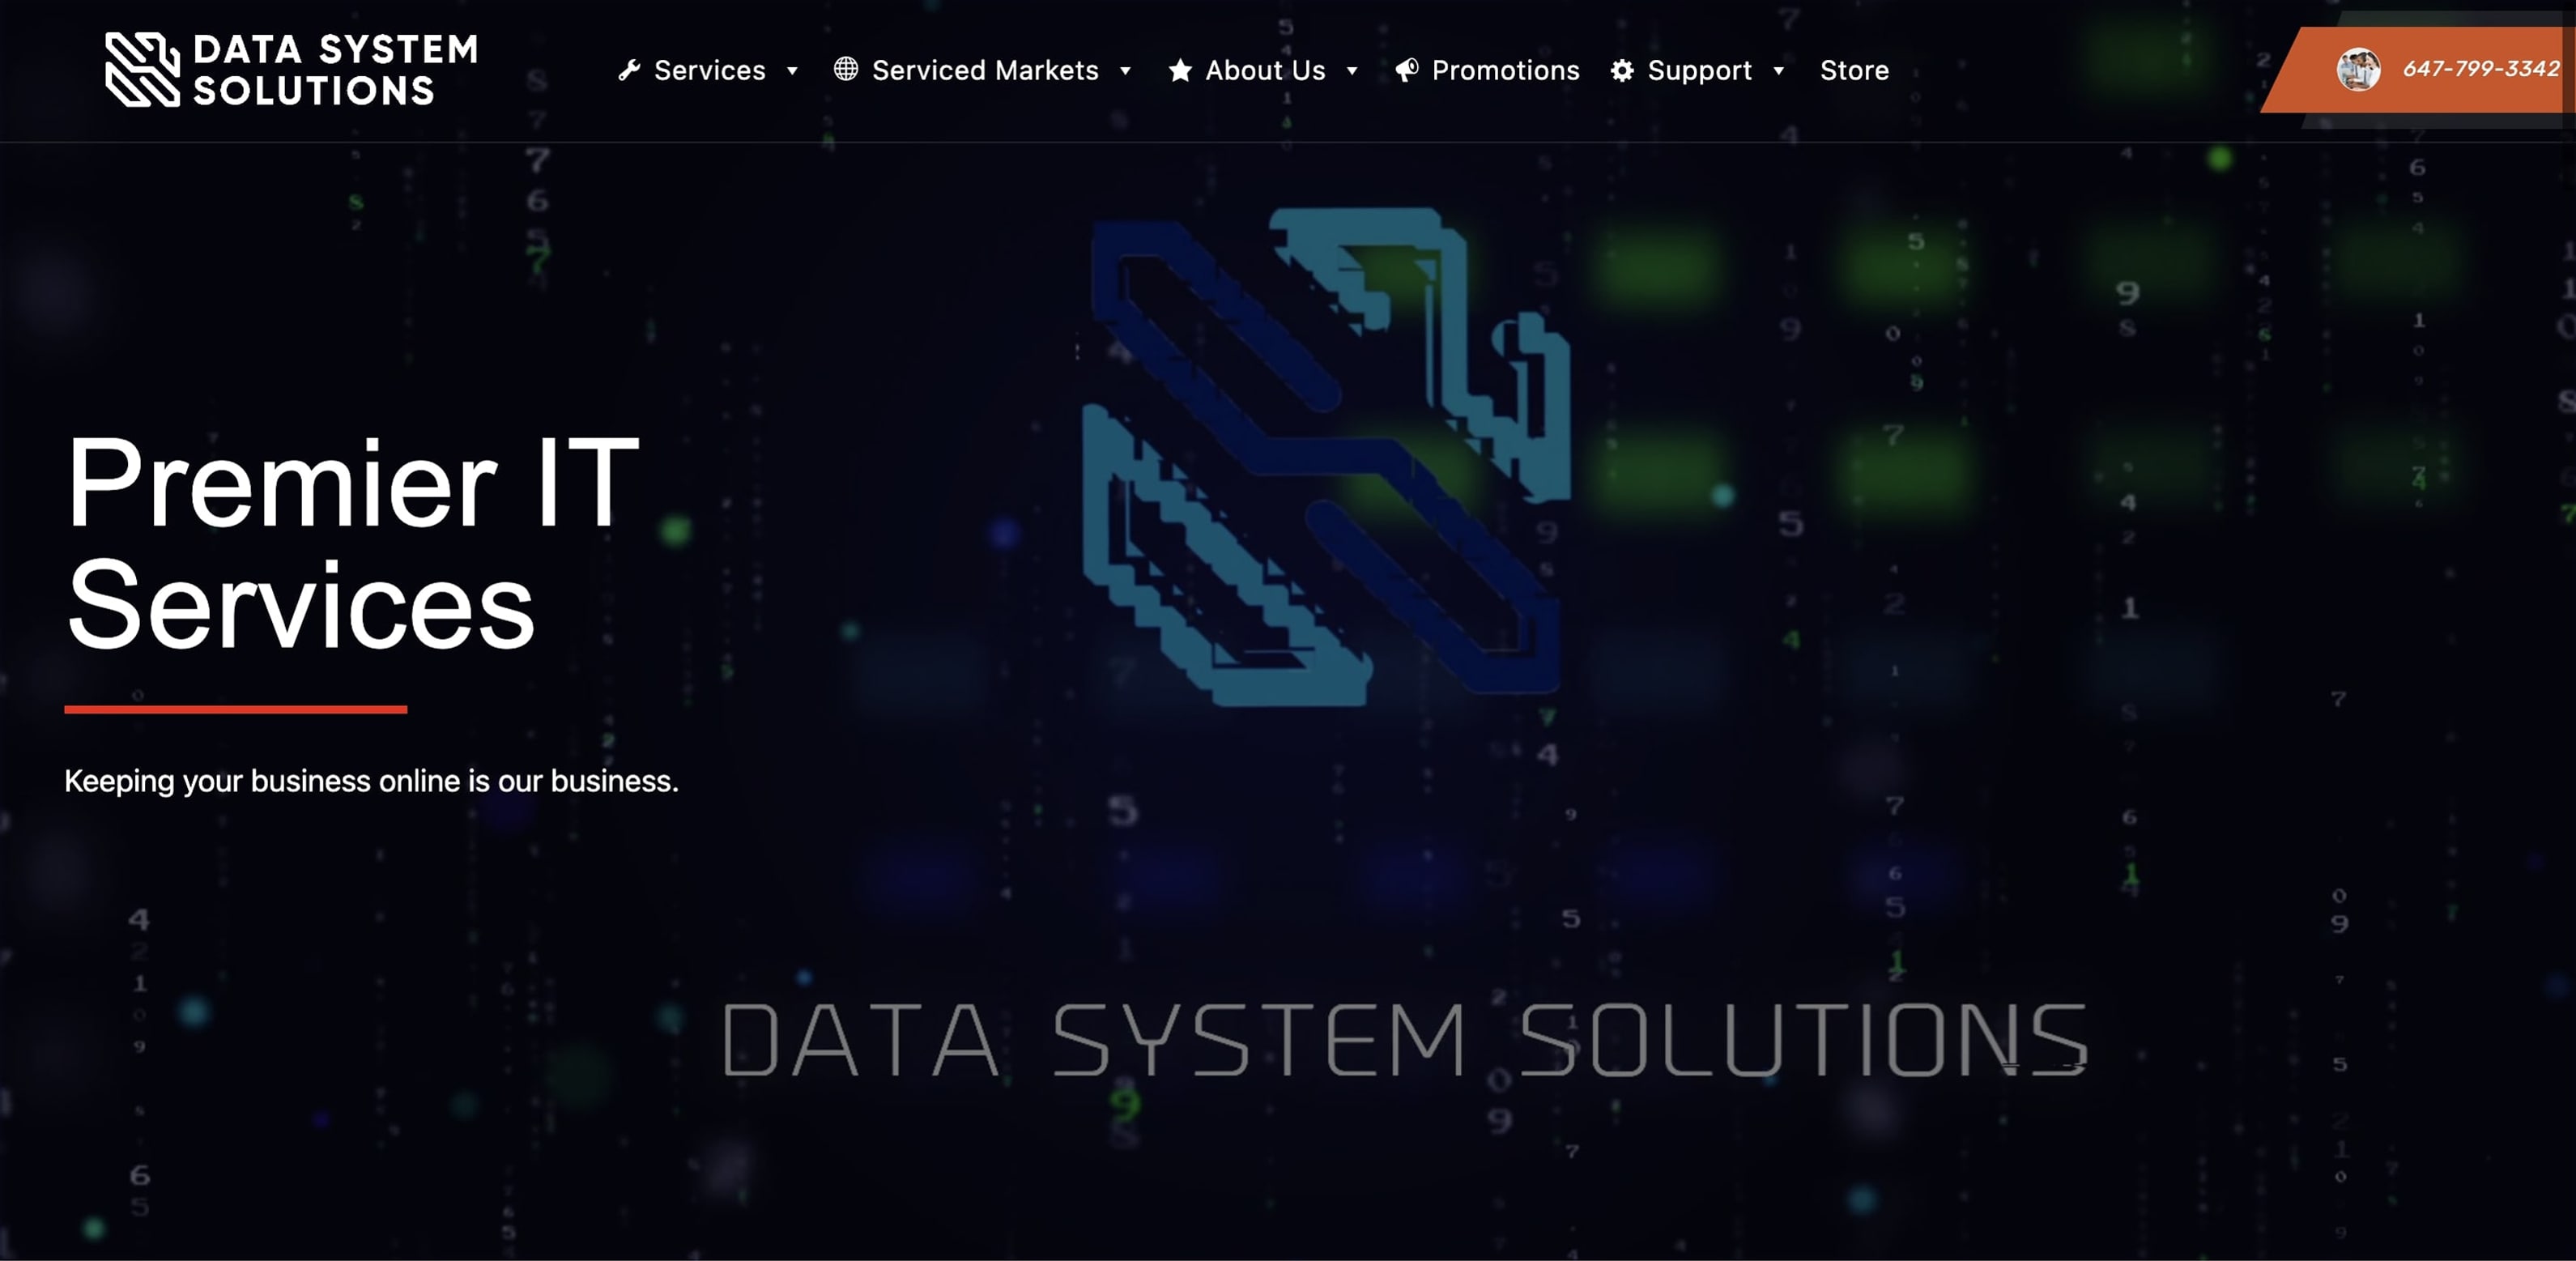 DATA SYSTEM
SOLUTIONS
Services
Serviced Markets
About Us
Promotions
Support
Store
647-799-3342
Premier IT
Services
Keeping your business online is our business.
DATA SYSTEM SOLUTIONS